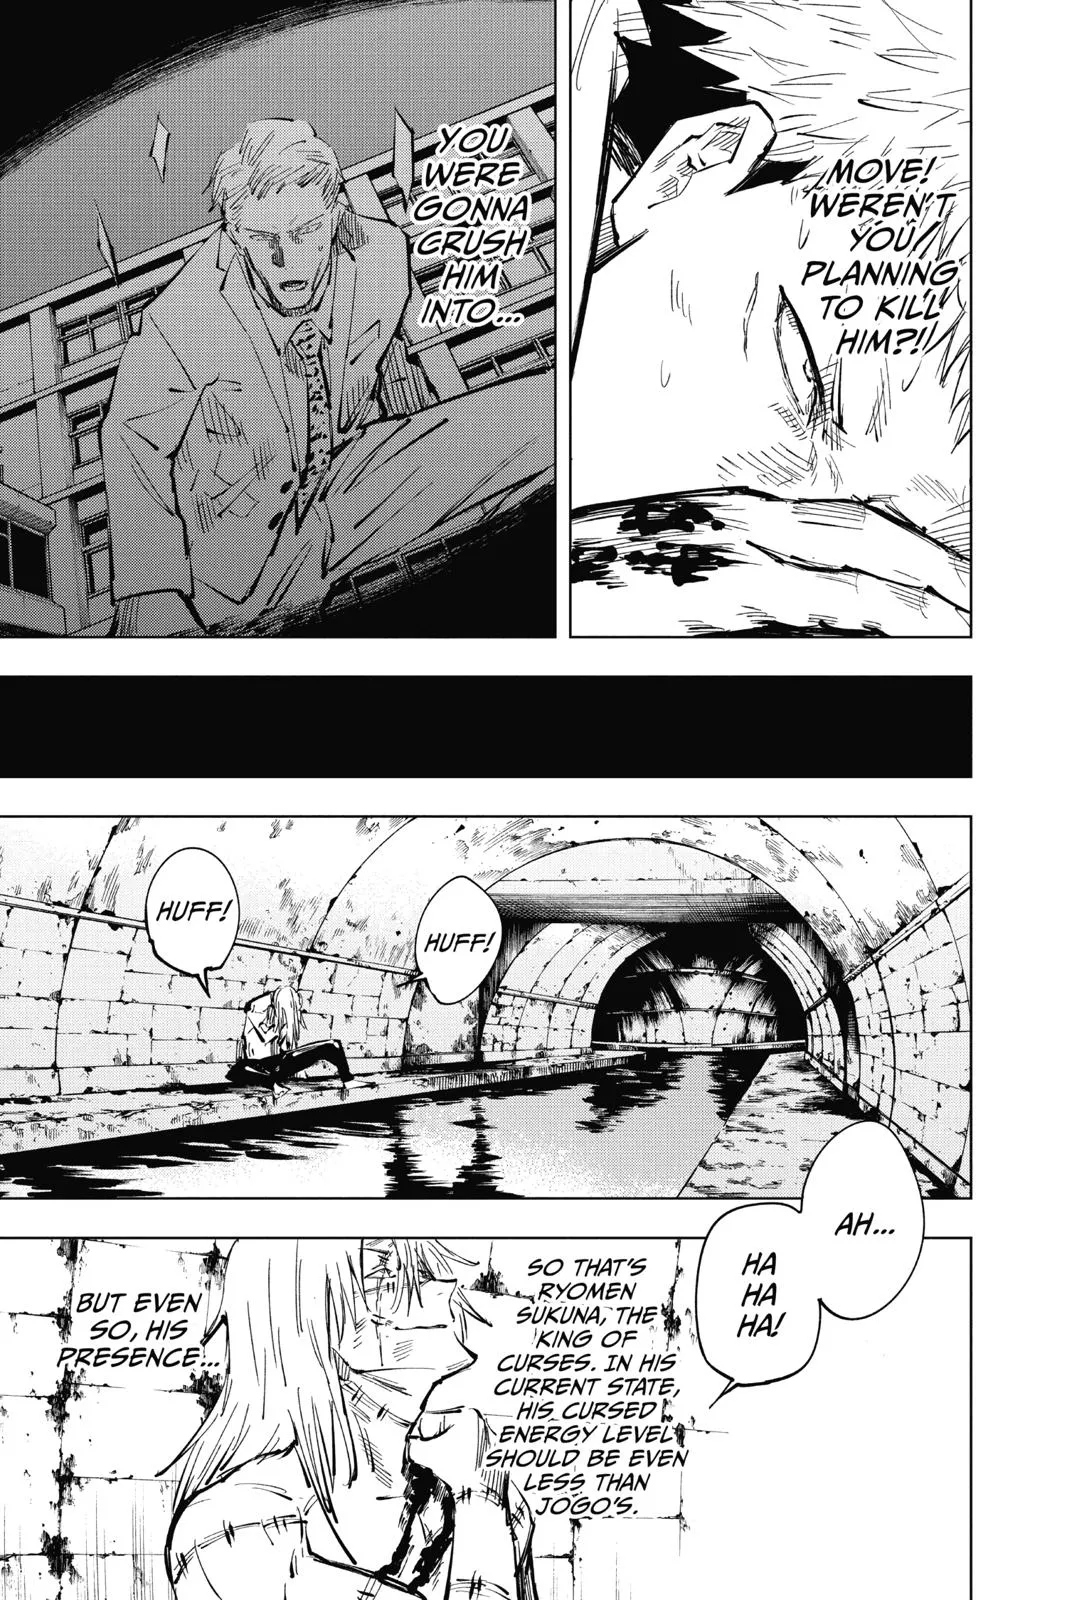 MOVE!
WEREN'T
YOU
PLANNING
TO KILL
HIM?!
YOU
WERE
GONNA
CRUSH
HIM
INTO...
HUFF!
HUFF!
AH...
HA
HA
HA!
SO THAT'S
RYOMEN
SUKUNA, THE
KING OF
CURSES. IN HIS
CURRENT STATE,
HIS CURSED
ENERGY LEVEL
SHOULD BE EVEN
LESS THAN
JOGO'S.
BUT EVEN
SO, HIS
PRESENCE...